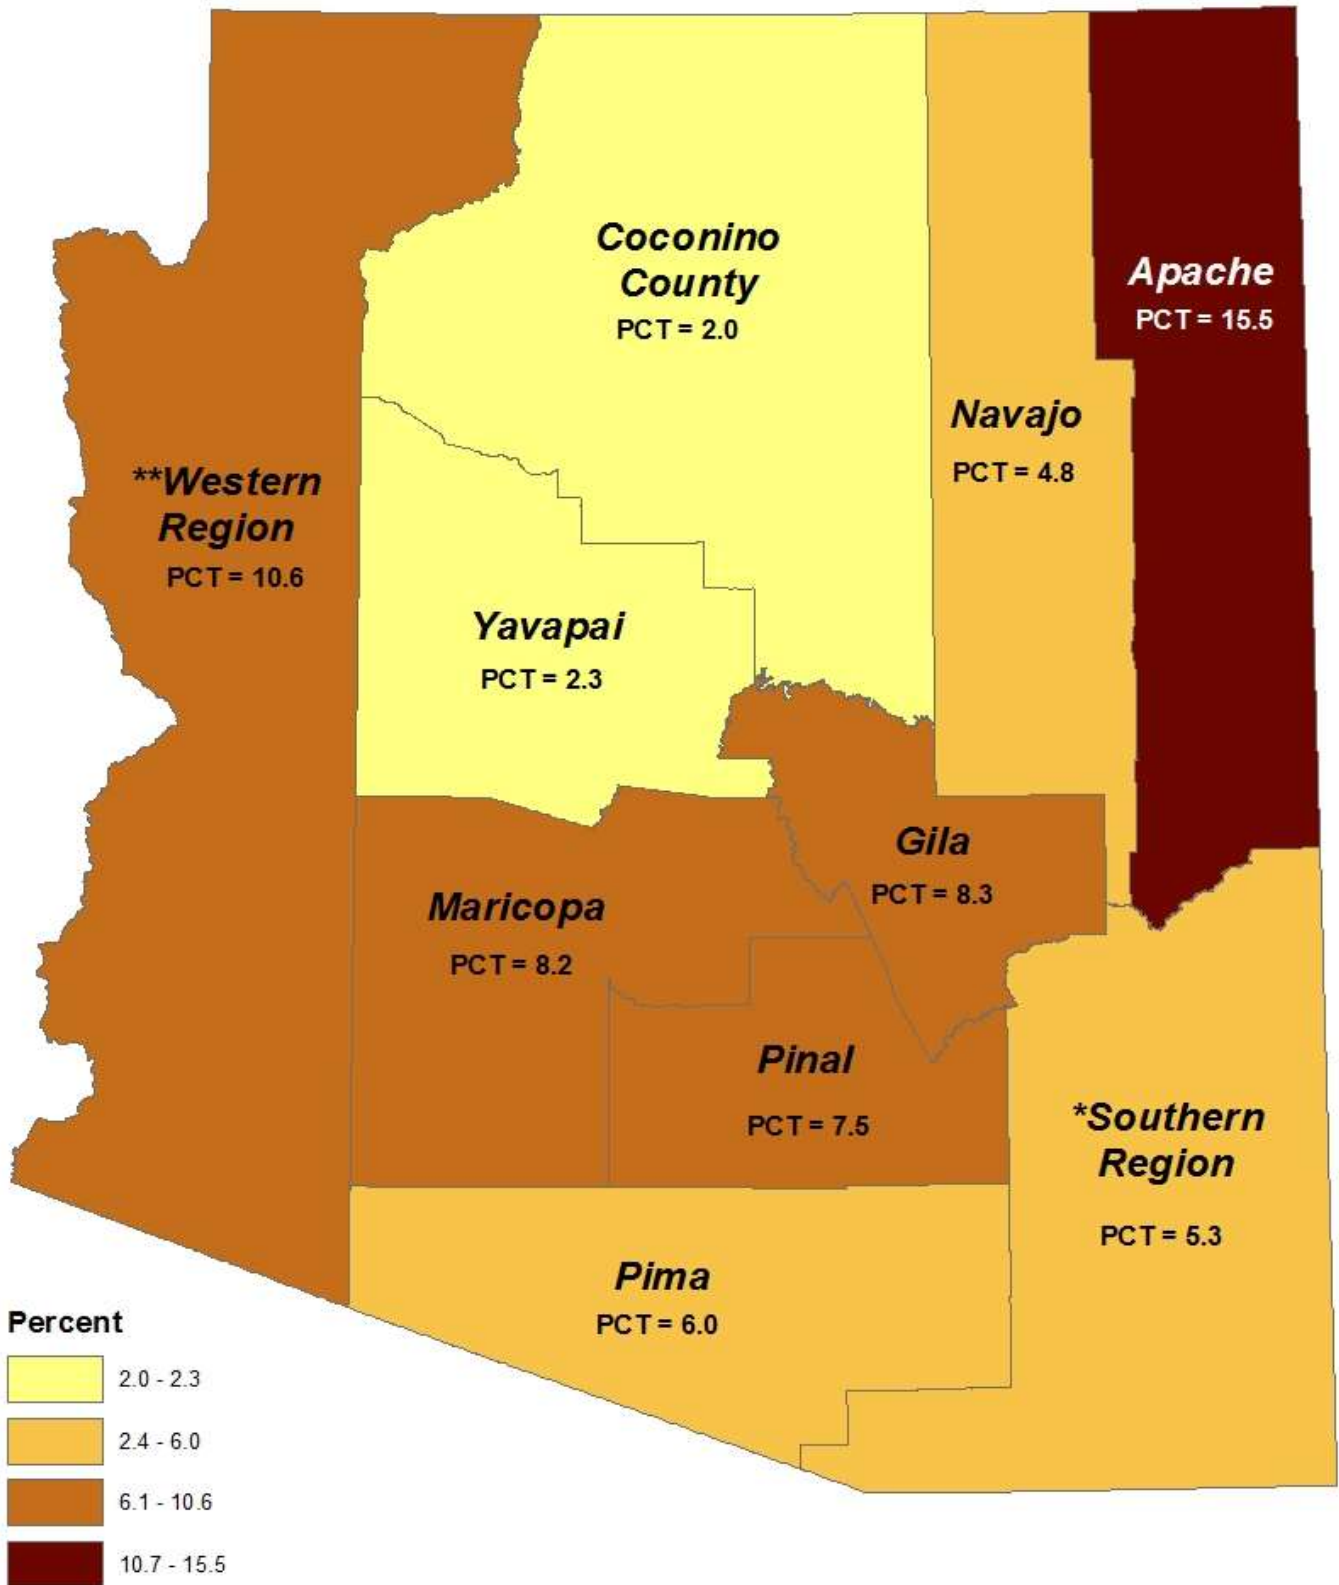 Coconino
County
PCT = 2.0
Apache
PCT = 15.5
Navajo
PCT = 4.8
**Western
Region
PCT = 10.6
Yavapai
PCT = 2.3
Gila
PCT = 8.3
Maricopa
PCT = 8.2
Pinal
PCT = 7.5
*Southern
Region
PCT = 5.3
Pima
PCT = 6.0
Percent
2.0 - 2.3
2.4 - 6.0
6.1 - 10.6
10.7 - 15.5